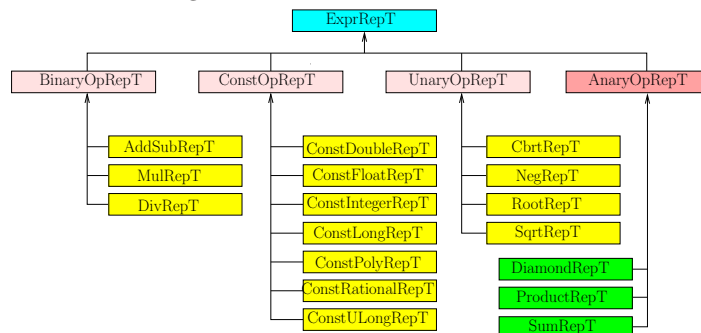 ExprRepT
BinaryOpRepT ConstOpRepT UnaryOpRepT AnaryOpRepT
AddSubRepT ConstDoubleRepT CbrtRepT
MulRepT ConstFloatRepT NegRepT
DivRepT ConstIntegerRepT RootRepT
ConstLongRepT SqrtRepT
ConstPolyRepT DiamondRepT
ConstRationalRepT ProductRepT
ConstULongRepT SumRepT